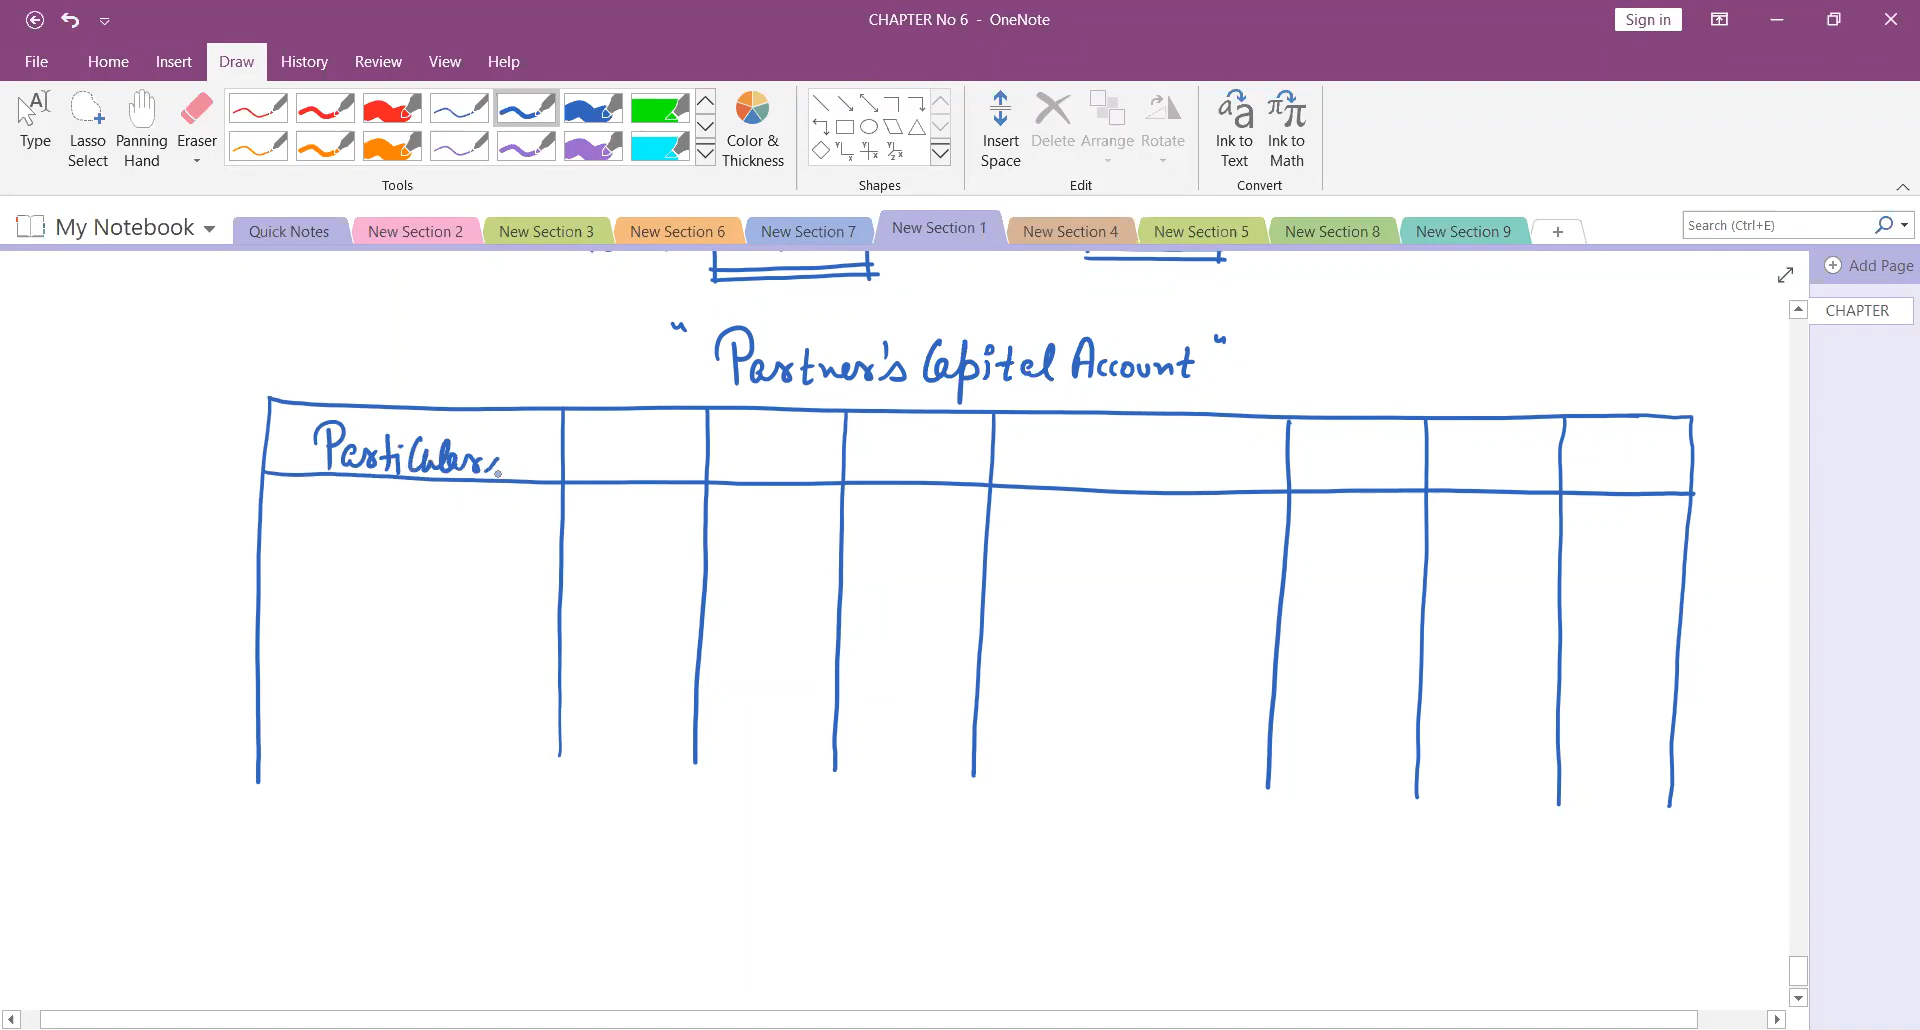 CHAPTER No 6 - OneNote
Sign in
File Home Insert Draw History Review View Help
Type
Lasso Select
Panning Hand
Eraser
Color & Thickness
Insert Space
Delete
Arrange
Rotate
Ink to Text
Ink to Math
Tools
Shapes
Edit
Convert
My Notebook
Quick Notes
New Section 2
New Section 3
New Section 6
New Section 7
New Section 1
New Section 4
New Section 5
New Section 8
New Section 9
Search (Ctrl+E)
Add Page
CHAPTER
" Partner's Capital Account "
Particulars